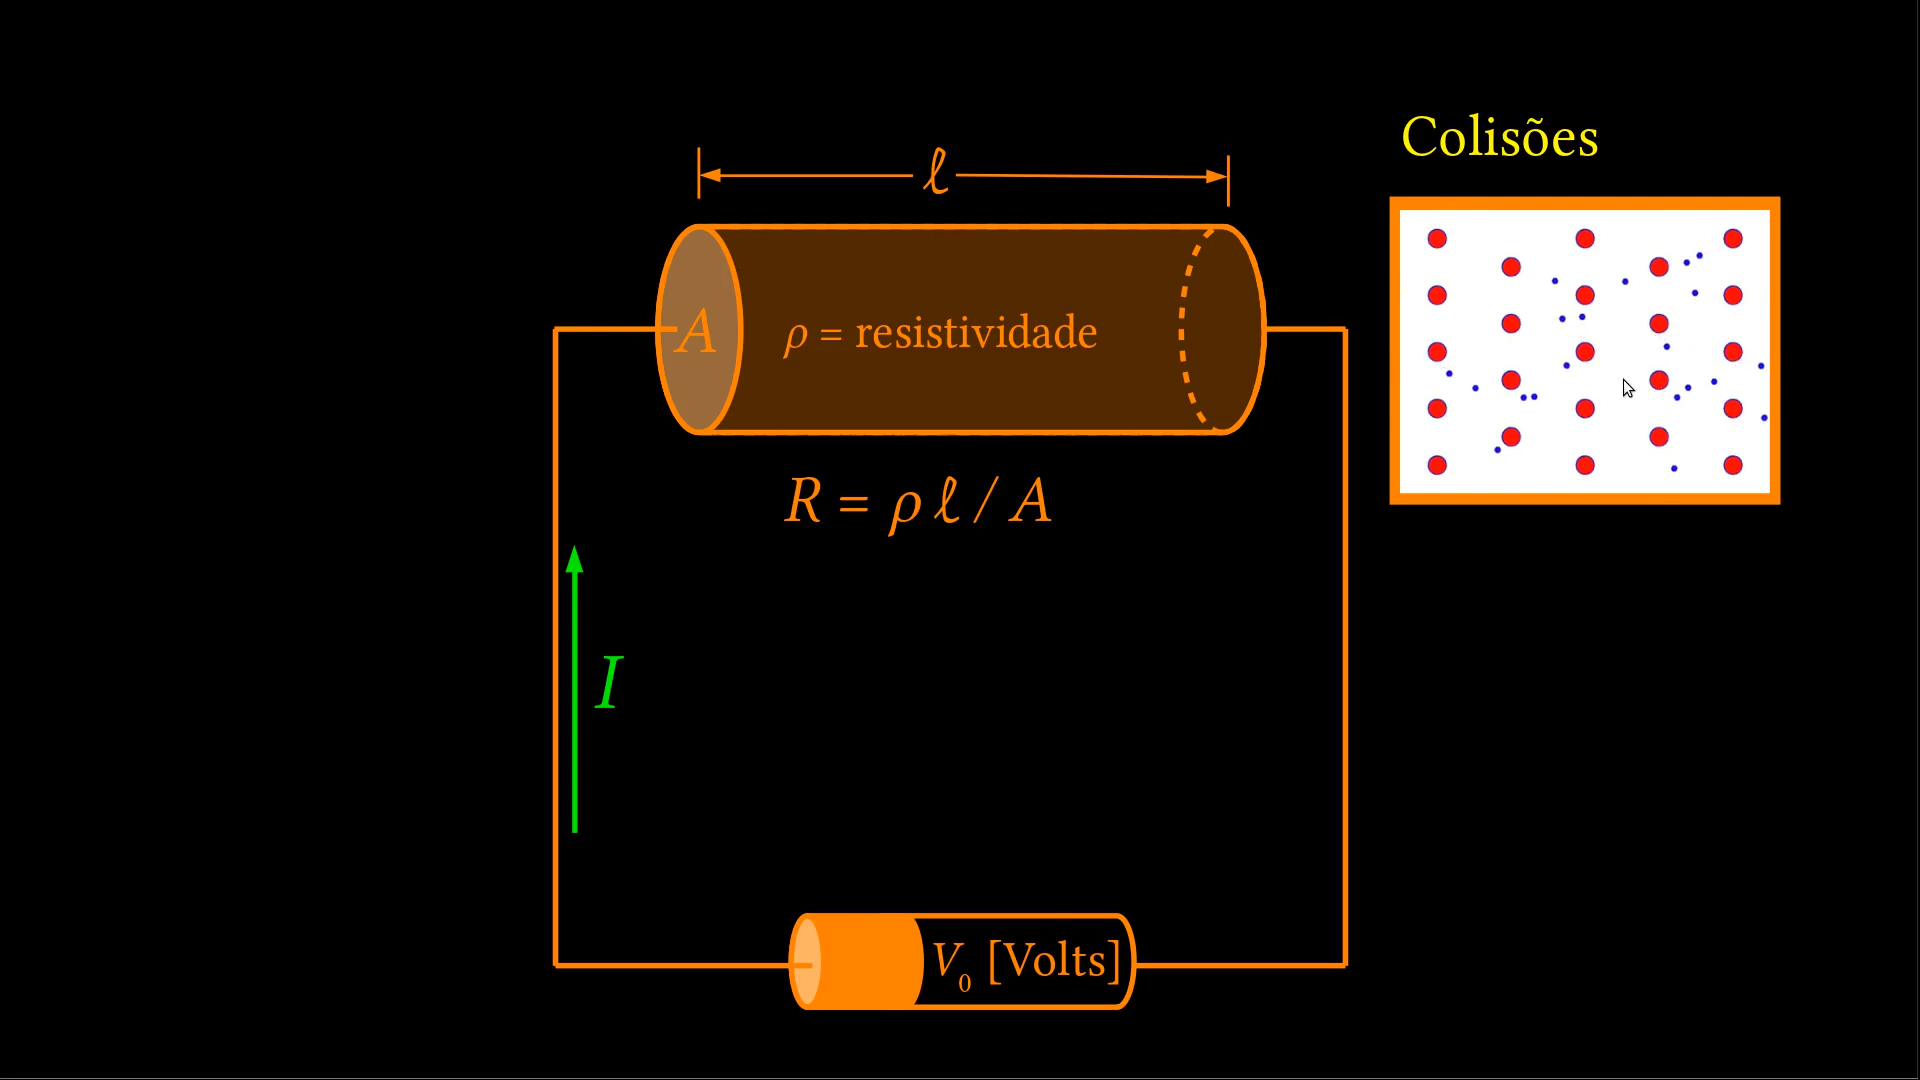 Colisões
ℓ
A
ρ = resistividade
R = ρ ℓ / A
I
V₀ [Volts]